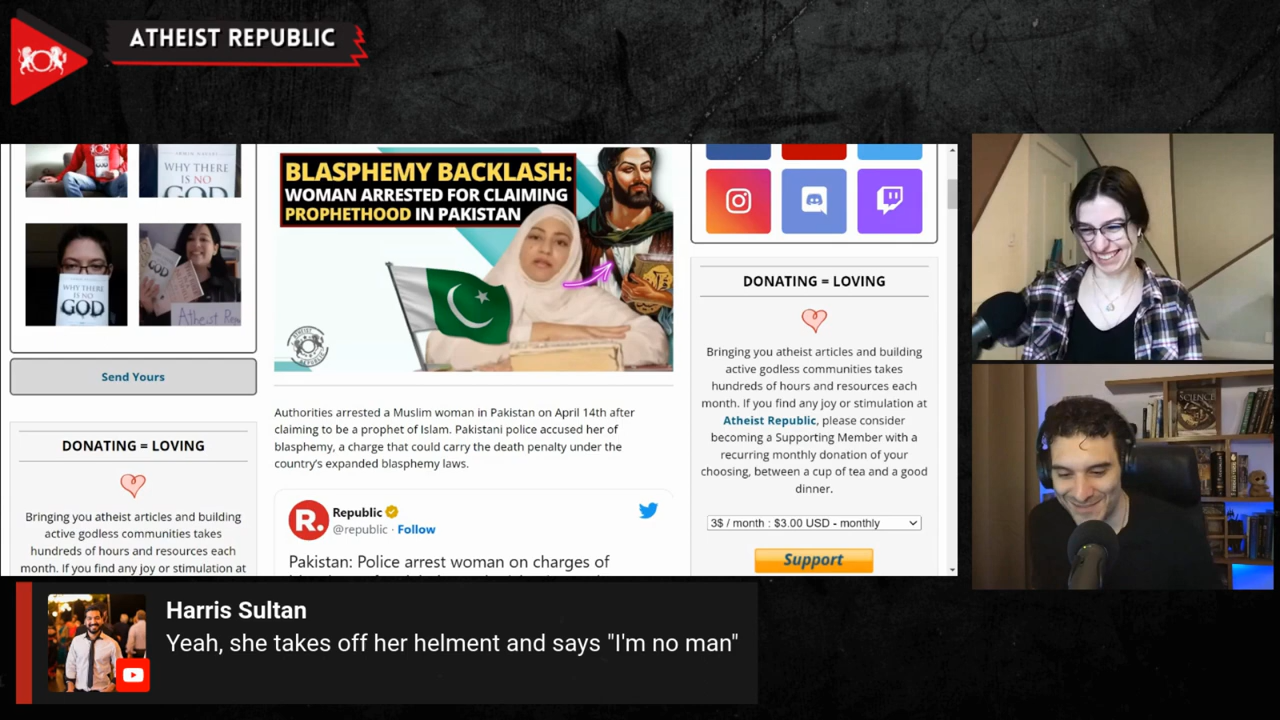 ATHEIST REPUBLIC
WHY THERE
IS NO
GOD
WHY THERE
IS NO
GOD
GOD
Atheist Re
Send Yours
DONATING = LOVING
Bringing you atheist articles and building
active godless communities takes
hundreds of hours and resources each
month. If you find any joy or stimulation at
BLASPHEMY BACKLASH:
WOMAN ARRESTED FOR CLAIMING
PROPHETHOOD IN PAKISTAN
Authorities arrested a Muslim woman in Pakistan on April 14th after
claiming to be a prophet of Islam. Pakistani police accused her of
blasphemy, a charge that could carry the death penalty under the
country's expanded blasphemy laws.
R.
Republic
@republic · Follow
Pakistan: Police arrest woman on charges of
DONATING = LOVING
Bringing you atheist articles and building
active godless communities takes
hundreds of hours and resources each
month. If you find any joy or stimulation at
Atheist Republic, please consider
becoming a Supporting Member with a
recurring monthly donation of your
choosing, between a cup of tea and a good
dinner.
3$ / month : $3.00 USD - monthly
Support
SCIENCE
Harris Sultan
Yeah, she takes off her helment and says "I'm no man"